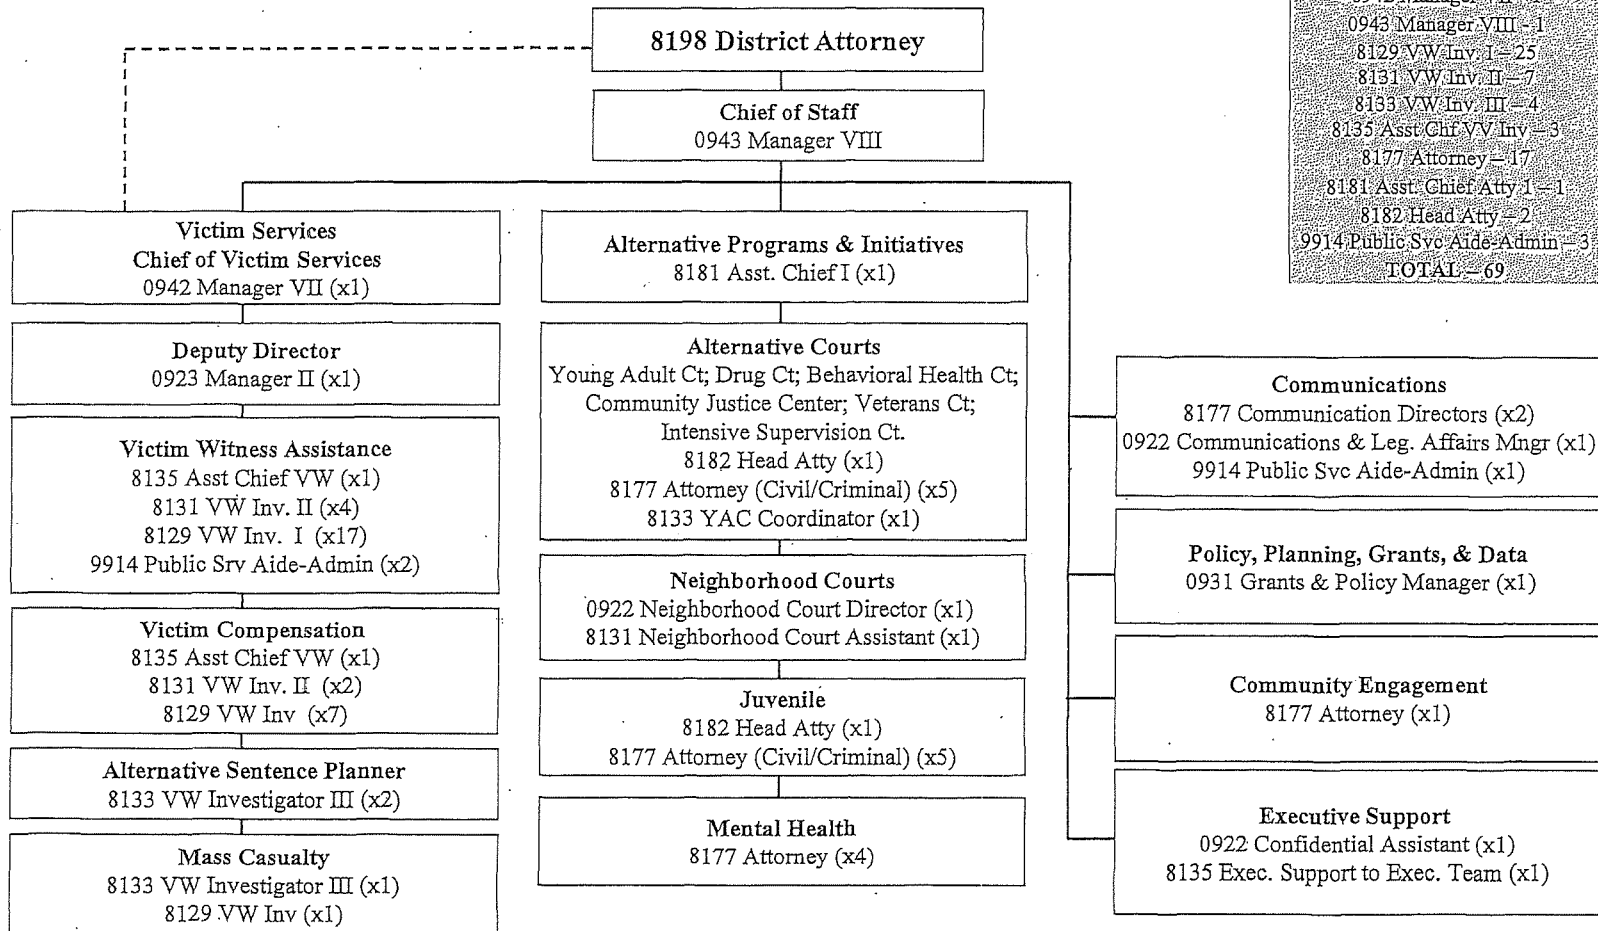 8198 District Attorney
Chief of Staff
0943 Manager VIII
0943 Manager VIII - 1
8129 VW Inv. I – 25
8131 VW Inv. II – 7
8133 VW Inv. III – 4
8135 Asst Chf VV Inv – 3
8177 Attorney – 17
8181 Asst. Chief Atty 1 – 1
8182 Head Atty – 2
9914 Public Svc Aide-Admin – 3
TOTAL – 69
Victim Services
Chief of Victim Services
0942 Manager VII (x1)
Deputy Director
0923 Manager II (x1)
Victim Witness Assistance
8135 Asst Chief VW (x1)
8131 VW Inv. II (x4)
8129 VW Inv. I (x17)
9914 Public Srv Aide-Admin (x2)
Victim Compensation
8135 Asst Chief VW (x1)
8131 VW Inv. II (x2)
8129 VW Inv (x7)
Alternative Sentence Planner
8133 VW Investigator III (x2)
Mass Casualty
8133 VW Investigator III (x1)
8129 VW Inv (x1)
Alternative Programs & Initiatives
8181 Asst. Chief I (x1)
Alternative Courts
Young Adult Ct; Drug Ct; Behavioral Health Ct;
Community Justice Center; Veterans Ct;
Intensive Supervision Ct.
8182 Head Atty (x1)
8177 Attorney (Civil/Criminal) (x5)
8133 YAC Coordinator (x1)
Neighborhood Courts
0922 Neighborhood Court Director (x1)
8131 Neighborhood Court Assistant (x1)
Juvenile
8182 Head Atty (x1)
8177 Attorney (Civil/Criminal) (x5)
Mental Health
8177 Attorney (x4)
Communications
8177 Communication Directors (x2)
0922 Communications & Leg. Affairs Mngr (x1)
9914 Public Svc Aide-Admin (x1)
Policy, Planning, Grants, & Data
0931 Grants & Policy Manager (x1)
Community Engagement
8177 Attorney (x1)
Executive Support
0922 Confidential Assistant (x1)
8135 Exec. Support to Exec. Team (x1)